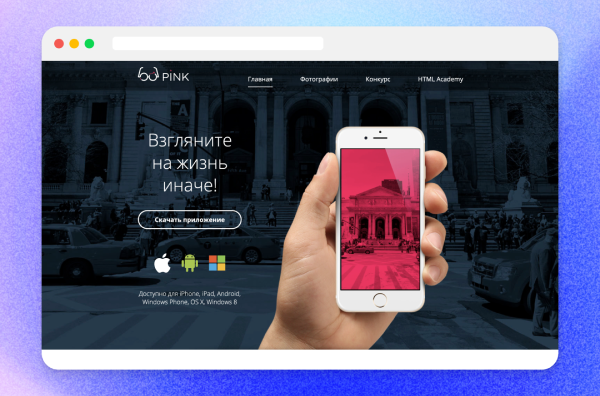 PINK
Главная
Фотографии
Конкурс
HTML Academy
Взгляните
на жизнь
иначе!
Скачать приложение
Доступно для iPhone, iPad, Android,
Windows Phone, OS X, Windows 8